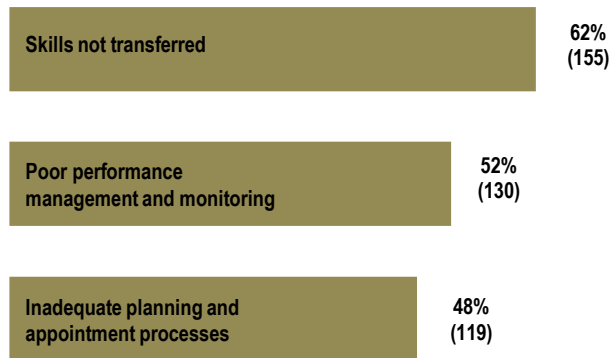 Skills not transferred
62%
(155)
Poor performance
management and monitoring
52%
(130)
Inadequate planning and
appointment processes
48%
(119)